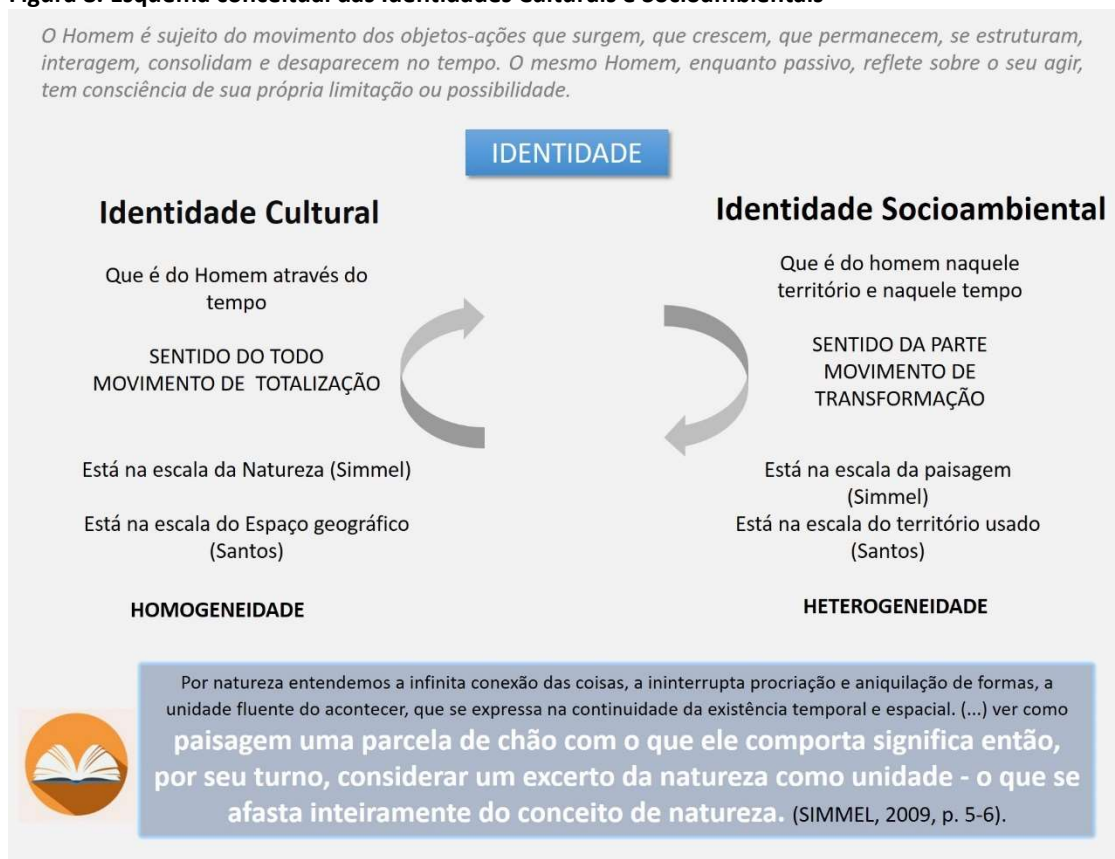 Figura 8: Esquema conceitual das Identidades Culturais e Socioambientais
O Homem é sujeito do movimento dos objetos-ações que surgem, que crescem, que permanecem, se estruturam,
interagem, consolidam e desaparecem no tempo. O mesmo Homem, enquanto passivo, reflete sobre o seu agir,
tem consciência de sua própria limitação ou possibilidade.
IDENTIDADE
Identidade Cultural
Que é do Homem através do
tempo
SENTIDO DO TODO
MOVIMENTO DE TOTALIZAÇÃO
Está na escala da Natureza (Simmel)
Está na escala do Espaço geográfico
(Santos)
HOMOGENEIDADE
Identidade Socioambiental
Que é do homem naquele
território e naquele tempo
SENTIDO DA PARTE
MOVIMENTO DE
TRANSFORMAÇÃO
Está na escala da paisagem
(Simmel)
Está na escala do território usado
(Santos)
HETEROGENEIDADE
Por natureza entendemos a infinita conexão das coisas, a ininterrupta procriação e aniquilação de formas, a
unidade fluente do acontecer, que se expressa na continuidade da existência temporal e espacial. (...) ver como
paisagem uma parcela de chão com o que ele comporta significa então,
por seu turno, considerar um excerto da natureza como unidade - o que se
afasta inteiramente do conceito de natureza. (SIMMEL, 2009, p. 5-6).